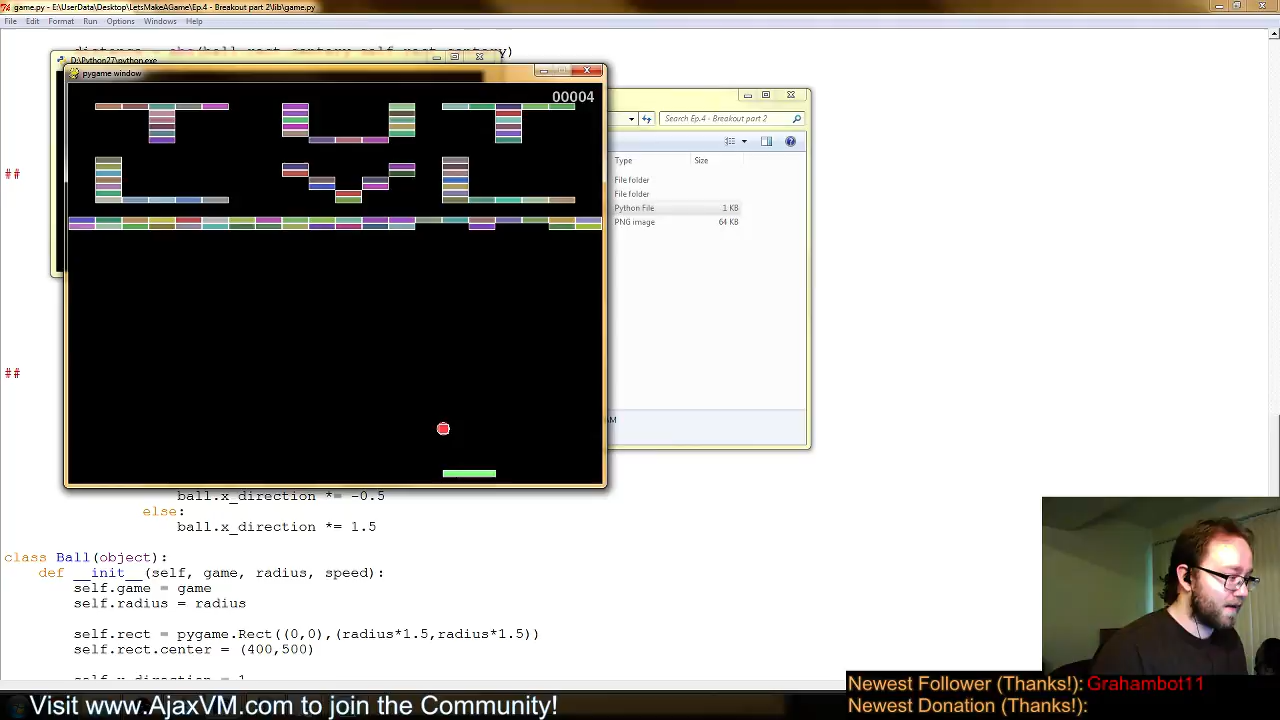 game.py - E:\UserData\Desktop\LetsMakeAGame\Ep.4 - Breakout part 2\lib\game.py
File Edit Format Run Options Windows Help
D:\Python27\python.exe
pygame window
00004
Search Ep.4 - Breakout part 2
Type Size
File folder
File folder
Python File 1 KB
PNG image 64 KB
##
##
ball.x_direction *= -0.5
else:
ball.x_direction *= 1.5
class Ball(object):
def __init__(self, game, radius, speed):
self.game = game
self.radius = radius
self.rect = pygame.Rect((0,0),(radius*1.5,radius*1.5))
self.rect.center = (400,500)
Visit www.AjaxVM.com to join the Community!
Newest Follower (Thanks!): Grahambot11
Newest Donation (Thanks!):